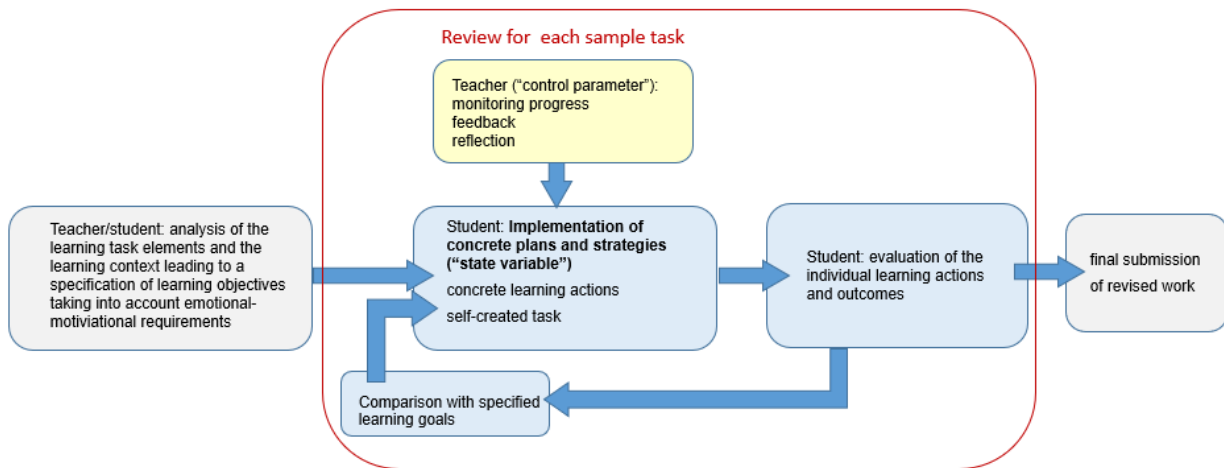 Review for each sample task
Teacher (“control parameter”):
monitoring progress
feedback
reflection
Teacher/student: analysis of the
learning task elements and the
learning context leading to a
specification of learning objectives
taking into account emotional-
motiviational requirements
Student: Implementation of
concrete plans and strategies
(“state variable”)
concrete learning actions
self-created task
Student: evaluation of the
individual learning actions
and outcomes
final submission
of revised work
Comparison with specified
learning goals